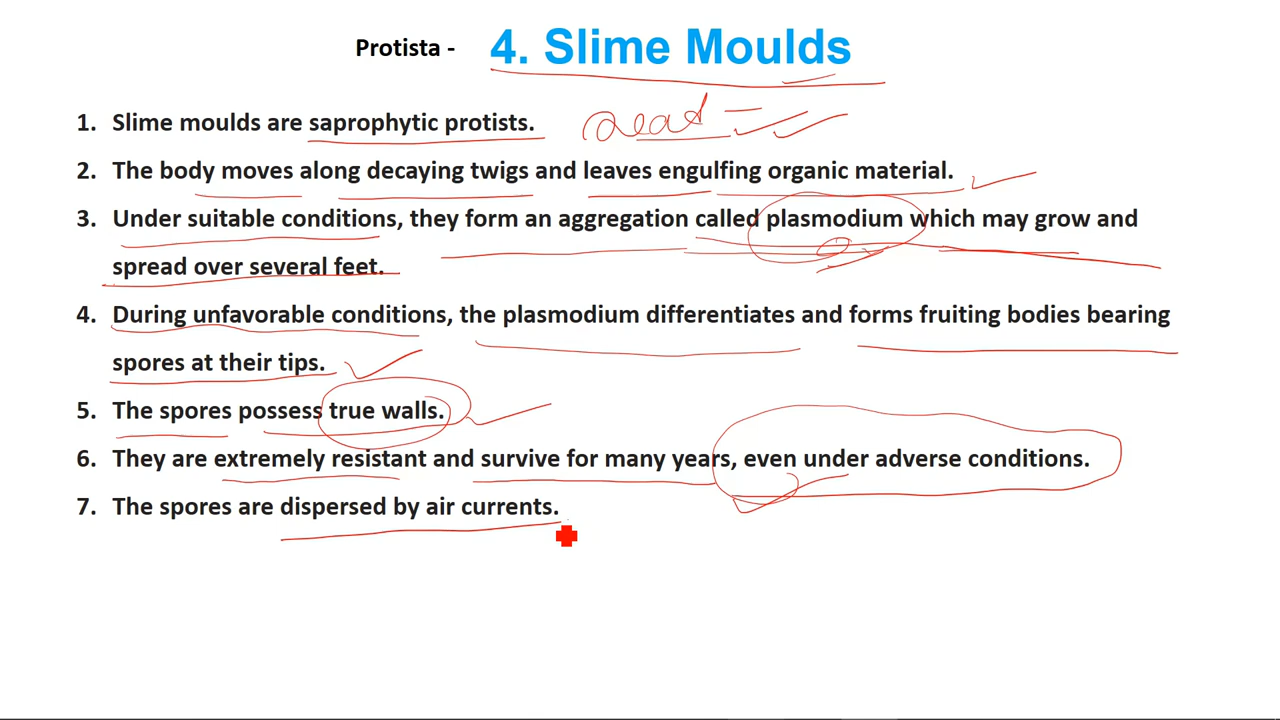 Protista - 4. Slime Moulds
1. Slime moulds are saprophytic protists. dead
2. The body moves along decaying twigs and leaves engulfing organic material.
3. Under suitable conditions, they form an aggregation called plasmodium which may grow and
spread over several feet.
4. During unfavorable conditions, the plasmodium differentiates and forms fruiting bodies bearing
spores at their tips.
5. The spores possess true walls.
6. They are extremely resistant and survive for many years, even under adverse conditions.
7. The spores are dispersed by air currents.